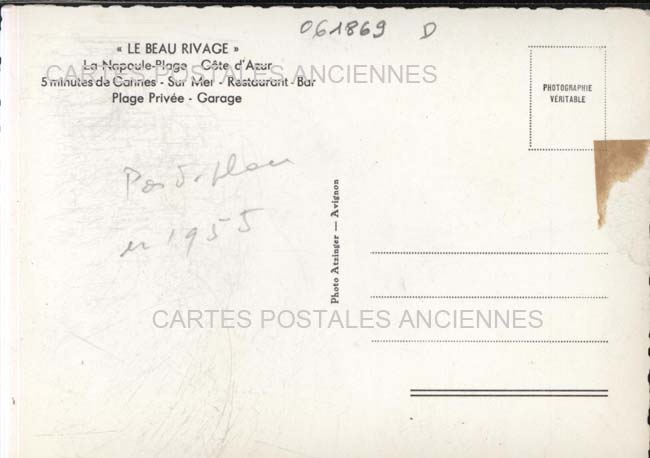 061869 D
« LE BEAU RIVAGE »
La Napoule-Plage - Côte d'Azur
CARTES POSTALES ANCIENNES
5 minutes de Cannes - Sur Mer - Restaurant - Bar
Plage Privée - Garage
PHOTOGRAPHIE
VÉRITABLE
en 1955
Photo Atzinger — Avignon
CARTES POSTALES ANCIENNES